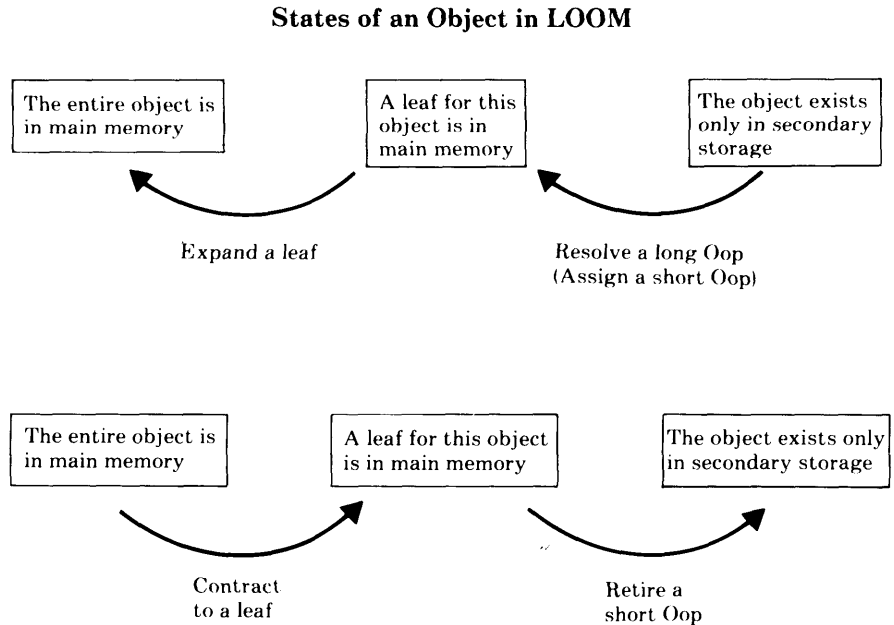 States of an Object in LOOM
The entire object is
in main memory
A leaf for this
object is in
main memory
The object exists
only in secondary
storage
Expand a leaf
Resolve a long Oop
(Assign a short Oop)
The entire object is
in main memory
A leaf for this object
is in main memory
The object exists only
in secondary storage
Contract
to a leaf
Retire a
short Oop